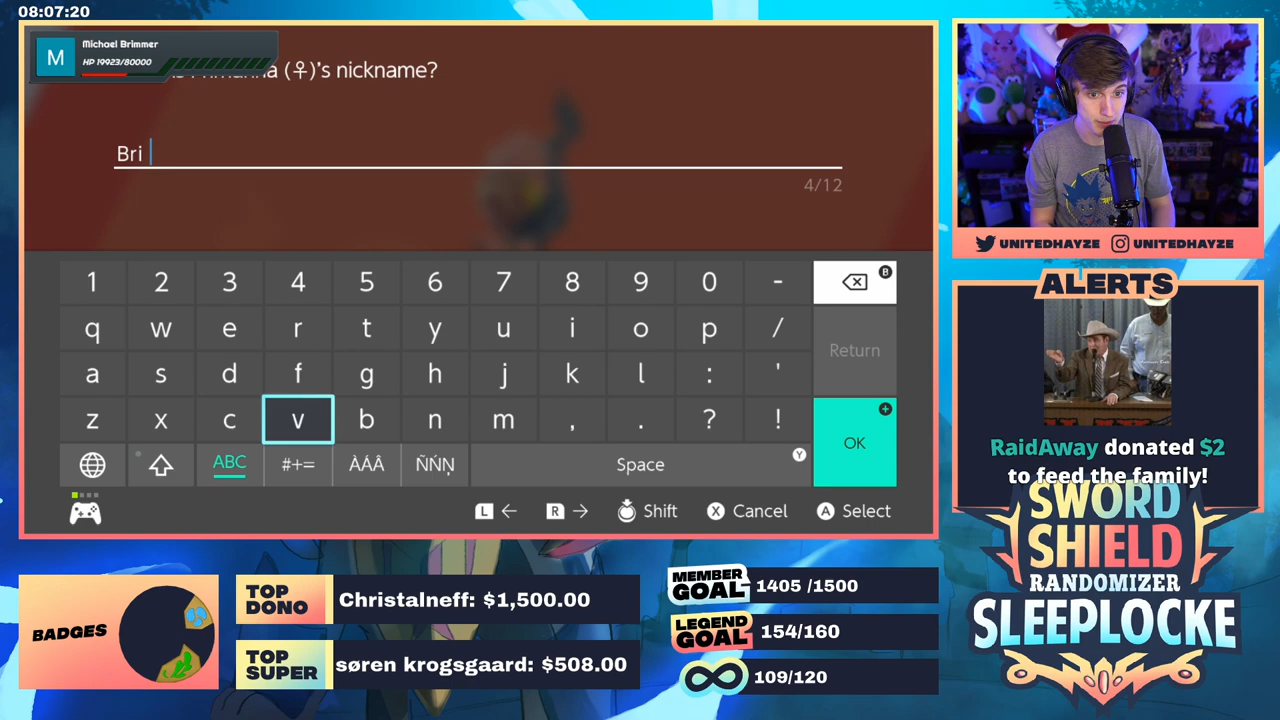 08:07:20
M
Michael Brimmer
HP 19923/80000
(♀)'s nickname?
Bri
4/12
1 2 3 4 5 6 7 8 9 0 -
q w e r t y u i o p /
Return
a s d f g h j k l : '
z x c v b n m , . ? !
OK
ABC #+= ÀÁÂ ÑŃŅ Space
L ← R → Shift X Cancel A Select
B
+
Y
UNITEDHAYZE UNITEDHAYZE
ALERTS
RaidAway donated $2
to feed the family!
SWORD
SHIELD
RANDOMIZER
SLEEPLOCKE
BADGES
TOP DONO
Christalneff: $1,500.00
TOP SUPER
søren krogsgaard: $508.00
MEMBER GOAL
1405 /1500
LEGEND GOAL
154/160
109/120